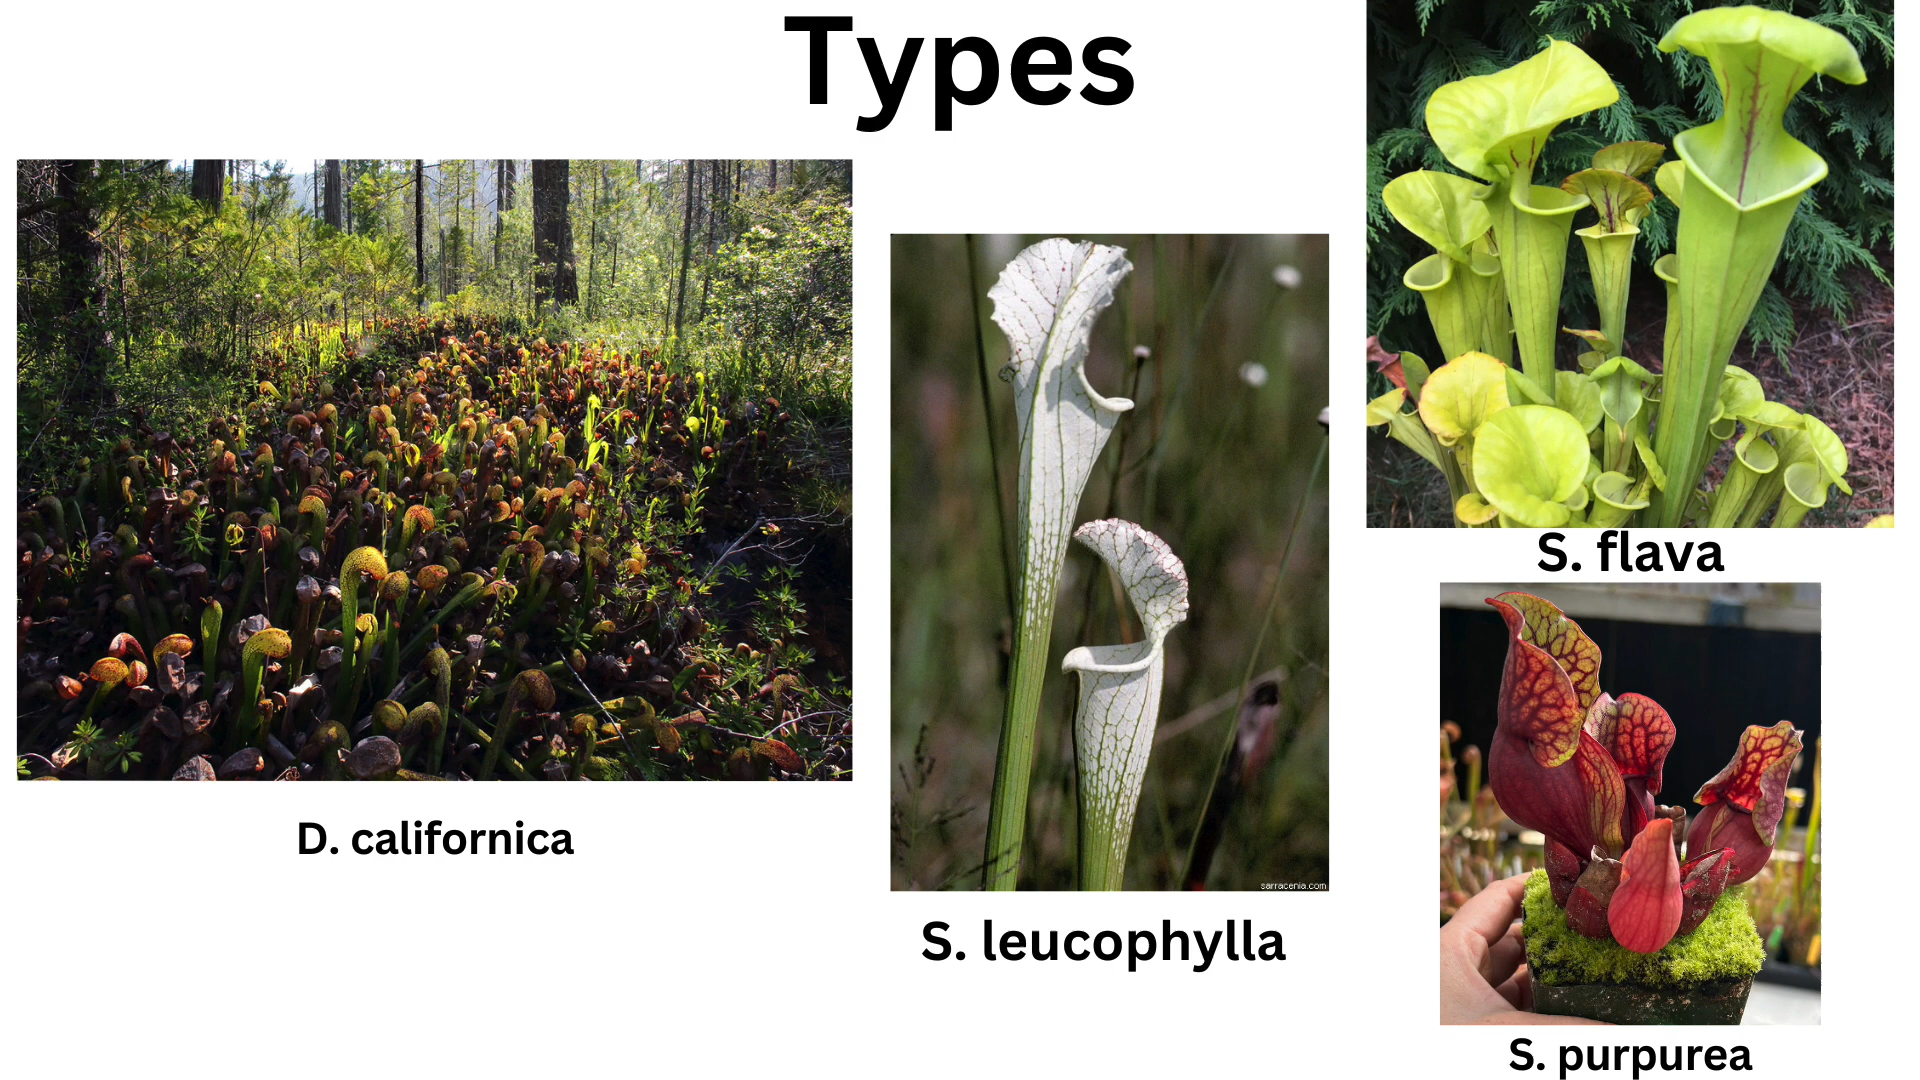 Types
D. californica
sarracenia.com
S. leucophylla
S. flava
S. purpurea